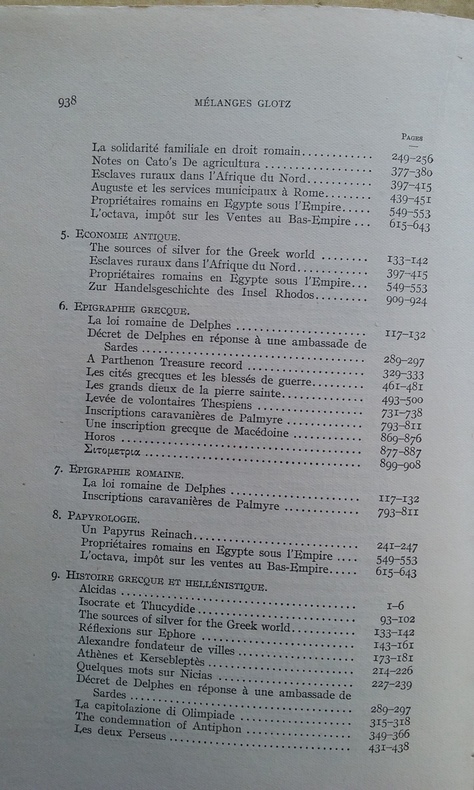 938
MÉLANGES GLOTZ
PAGES
La solidarité familiale en droit romain............ 249-256
Notes on Cato's De agricultura .................. 377-380
Esclaves ruraux dans l'Afrique du Nord........... 397-415
Auguste et les services municipaux à Rome........ 439-451
Propriétaires romains en Egypte sous l'Empire..... 549-553
L'octava, impôt sur les Ventes au Bas-Empire ... 615-643
5. ECONOMIE ANTIQUE.
The sources of silver for the Greek world ........ 133-142
Esclaves ruraux dans l'Afrique du Nord........... 397-415
Propriétaires romains en Egypte sous l'Empire... 549-553
Zur Handelsgeschichte des Insel Rhodos........... 909-924
6. EPIGRAPHIE GRECQUE.
La loi romaine de Delphes ...................... 117-132
Décret de Delphes en réponse à une ambassade de
Sardes ...................................... 289-297
A Parthenon Treasure record .................... 329-333
Les cités grecques et les blessés de guerre........ 461-481
Les grands dieux de la pierre sainte.............. 493-500
Levée de volontaires Thespiens .................. 731-738
Inscriptions caravanières de Palmyre ............. 793-811
Une inscription grecque de Macédoine ........... 869-876
Horos ........................................ 877-887
Σιτομετρια .................................... 899-908
7. EPIGRAPHIE ROMAINE.
La loi romaine de Delphes ...................... 117-132
Inscriptions caravanières de Palmyre ............. 793-811
8. PAPYROLOGIE.
Un Papyrus Reinach............................ 241-247
Propriétaires romains en Egypte sous l'Empire .... 549-553
L'octava, impôt sur les ventes au Bas-Empire..... 615-643
9. HISTOIRE GRECQUE ET HELLÉNISTIQUE.
Alcidas ...................................... 1-6
Isocrate et Thucydide .......................... 93-102
The sources of silver for the Greek world......... 133-142
Réflexions sur Ephore .......................... 143-161
Alexandre fondateur de villes .................... 173-181
Athènes et Kersebleptès ........................ 214-226
Quelques mots sur Nicias ....................... 227-239
Décret de Delphes en réponse à une ambassade de
Sardes ...................................... 289-297
La capitolazione di Olimpiade ................... 315-318
The condemnation of Antiphon .................. 349-366
Les deux Perseus .............................. 431-438